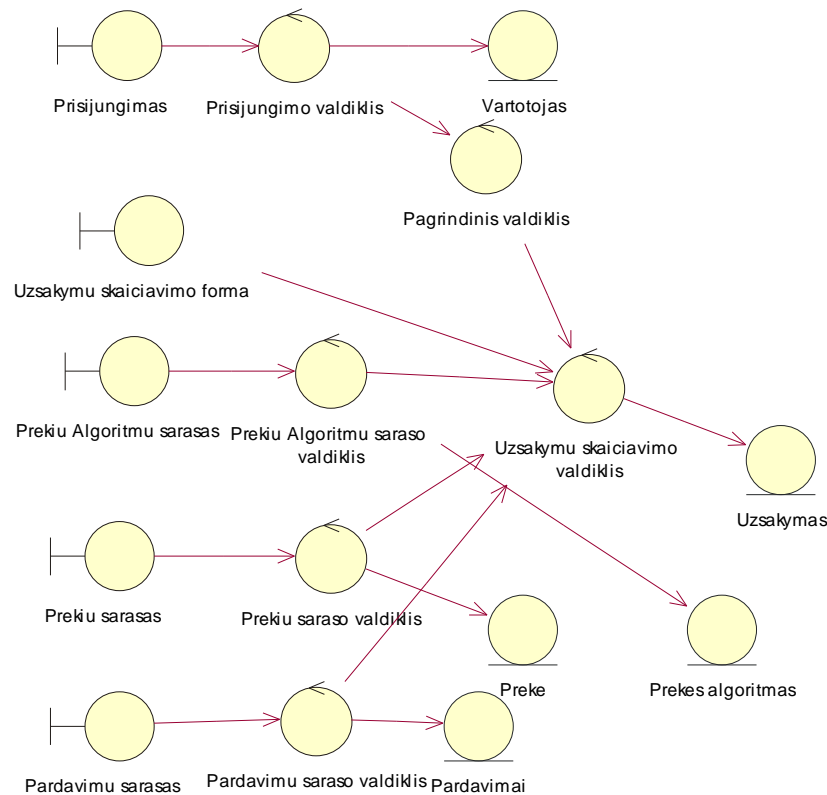 Prisijungimas
Prisijungimo valdiklis
Vartotojas
Pagrindinis valdiklis
Uzsakymu skaiciavimo forma
Prekiu Algoritmu sarasas
Prekiu Algoritmu saraso
valdiklis
Uzsakymu skaiciavimo
valdiklis
Uzsakymas
Prekiu sarasas
Prekiu saraso valdiklis
Preke
Prekes algoritmas
Pardavimu sarasas
Pardavimu saraso valdiklis
Pardavimai